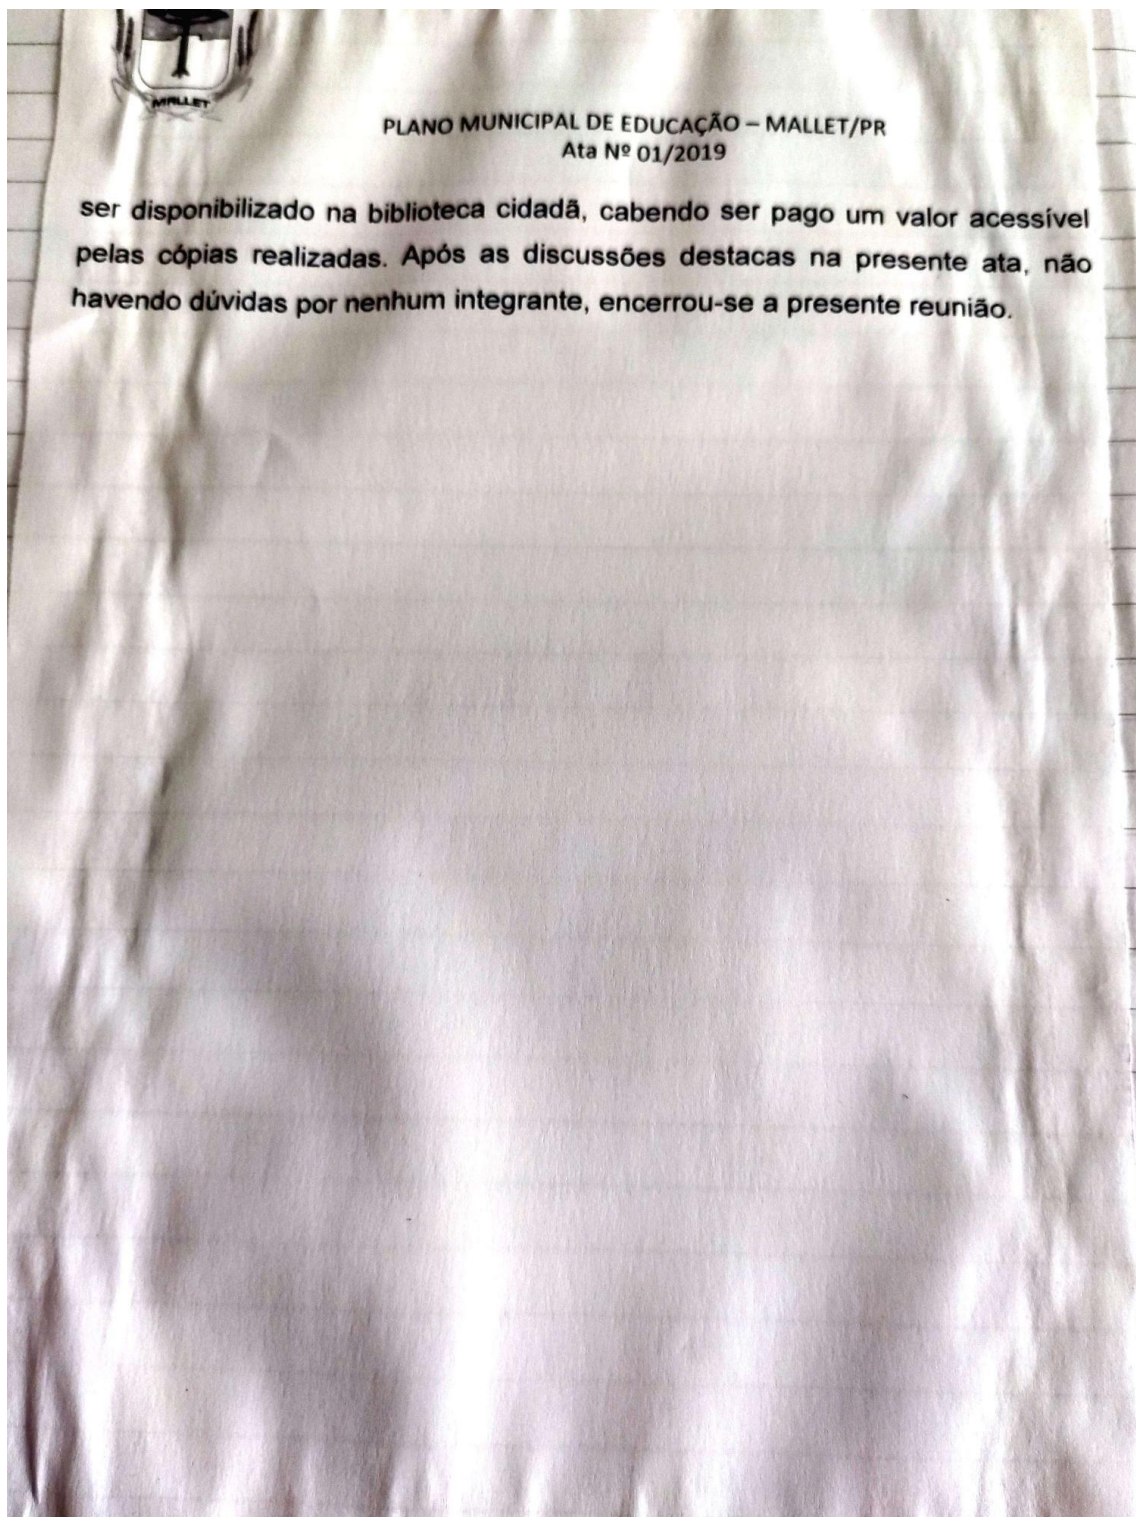 MALLET
PLANO MUNICIPAL DE EDUCAÇÃO – MALLET/PR
Ata Nº 01/2019
ser disponibilizado na biblioteca cidadã, cabendo ser pago um valor acessível
pelas cópias realizadas. Após as discussões destacas na presente ata, não
havendo dúvidas por nenhum integrante, encerrou-se a presente reunião.